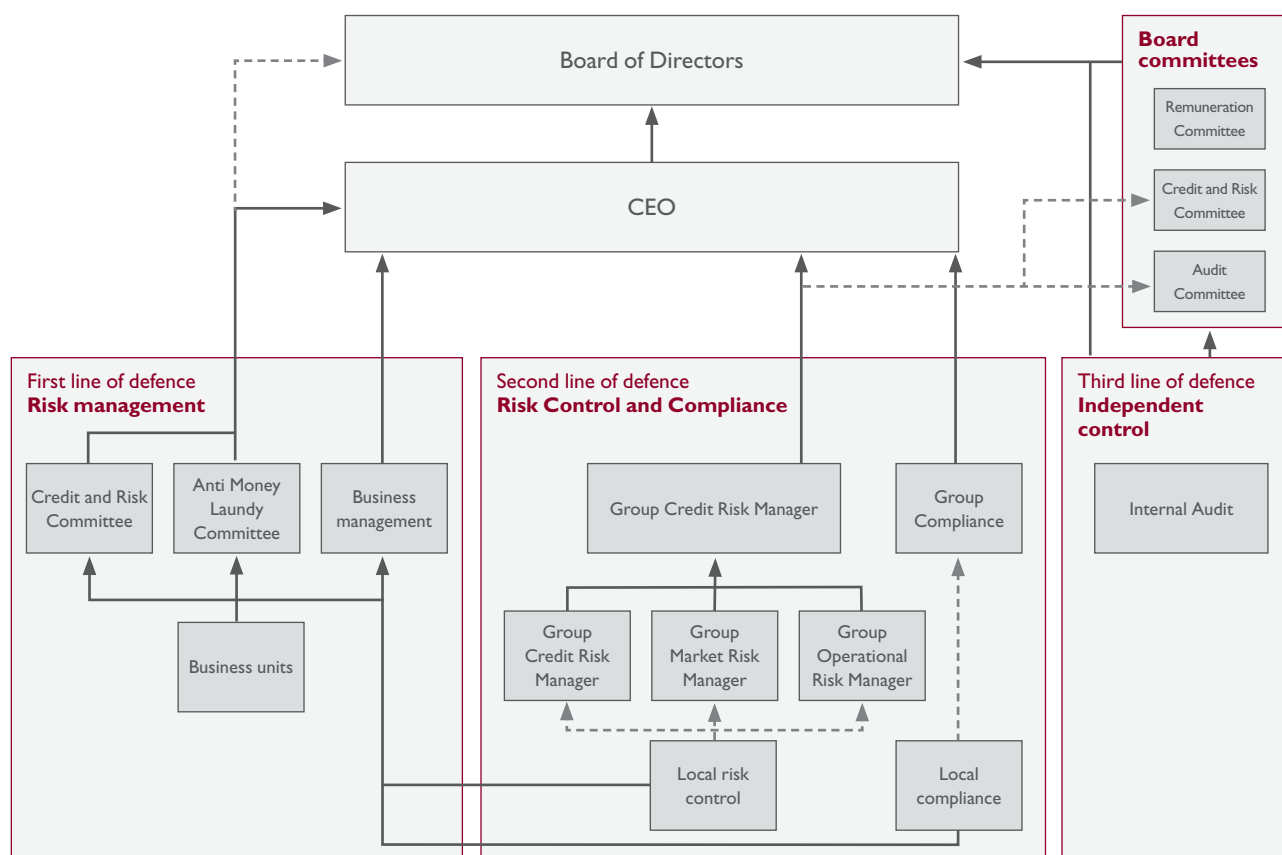 Board of Directors
Board
committees
Remuneration
Committee
CEO
Credit and Risk
Committee
Audit
Committee
First line of defence
Risk management
Second line of defence
Risk Control and Compliance
Third line of defence
Independent
control
Credit and Risk
Committee
Anti Money
Laundy
Committee
Business
management
Group Credit Risk Manager
Group
Compliance
Internal Audit
Business units
Group
Credit Risk
Manager
Group
Market Risk
Manager
Group
Operational
Risk Manager
Local risk
control
Local
compliance